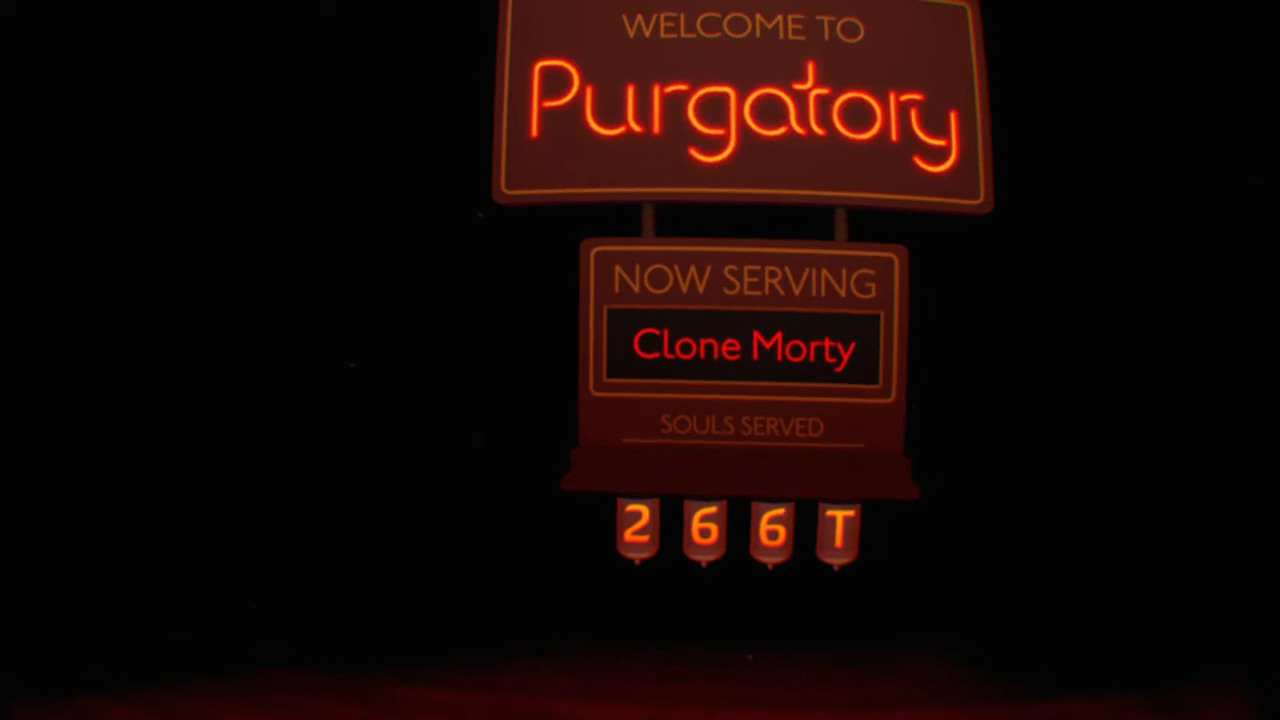 WELCOME TO
Purgatory
NOW SERVING
Clone Morty
SOULS SERVED
266T